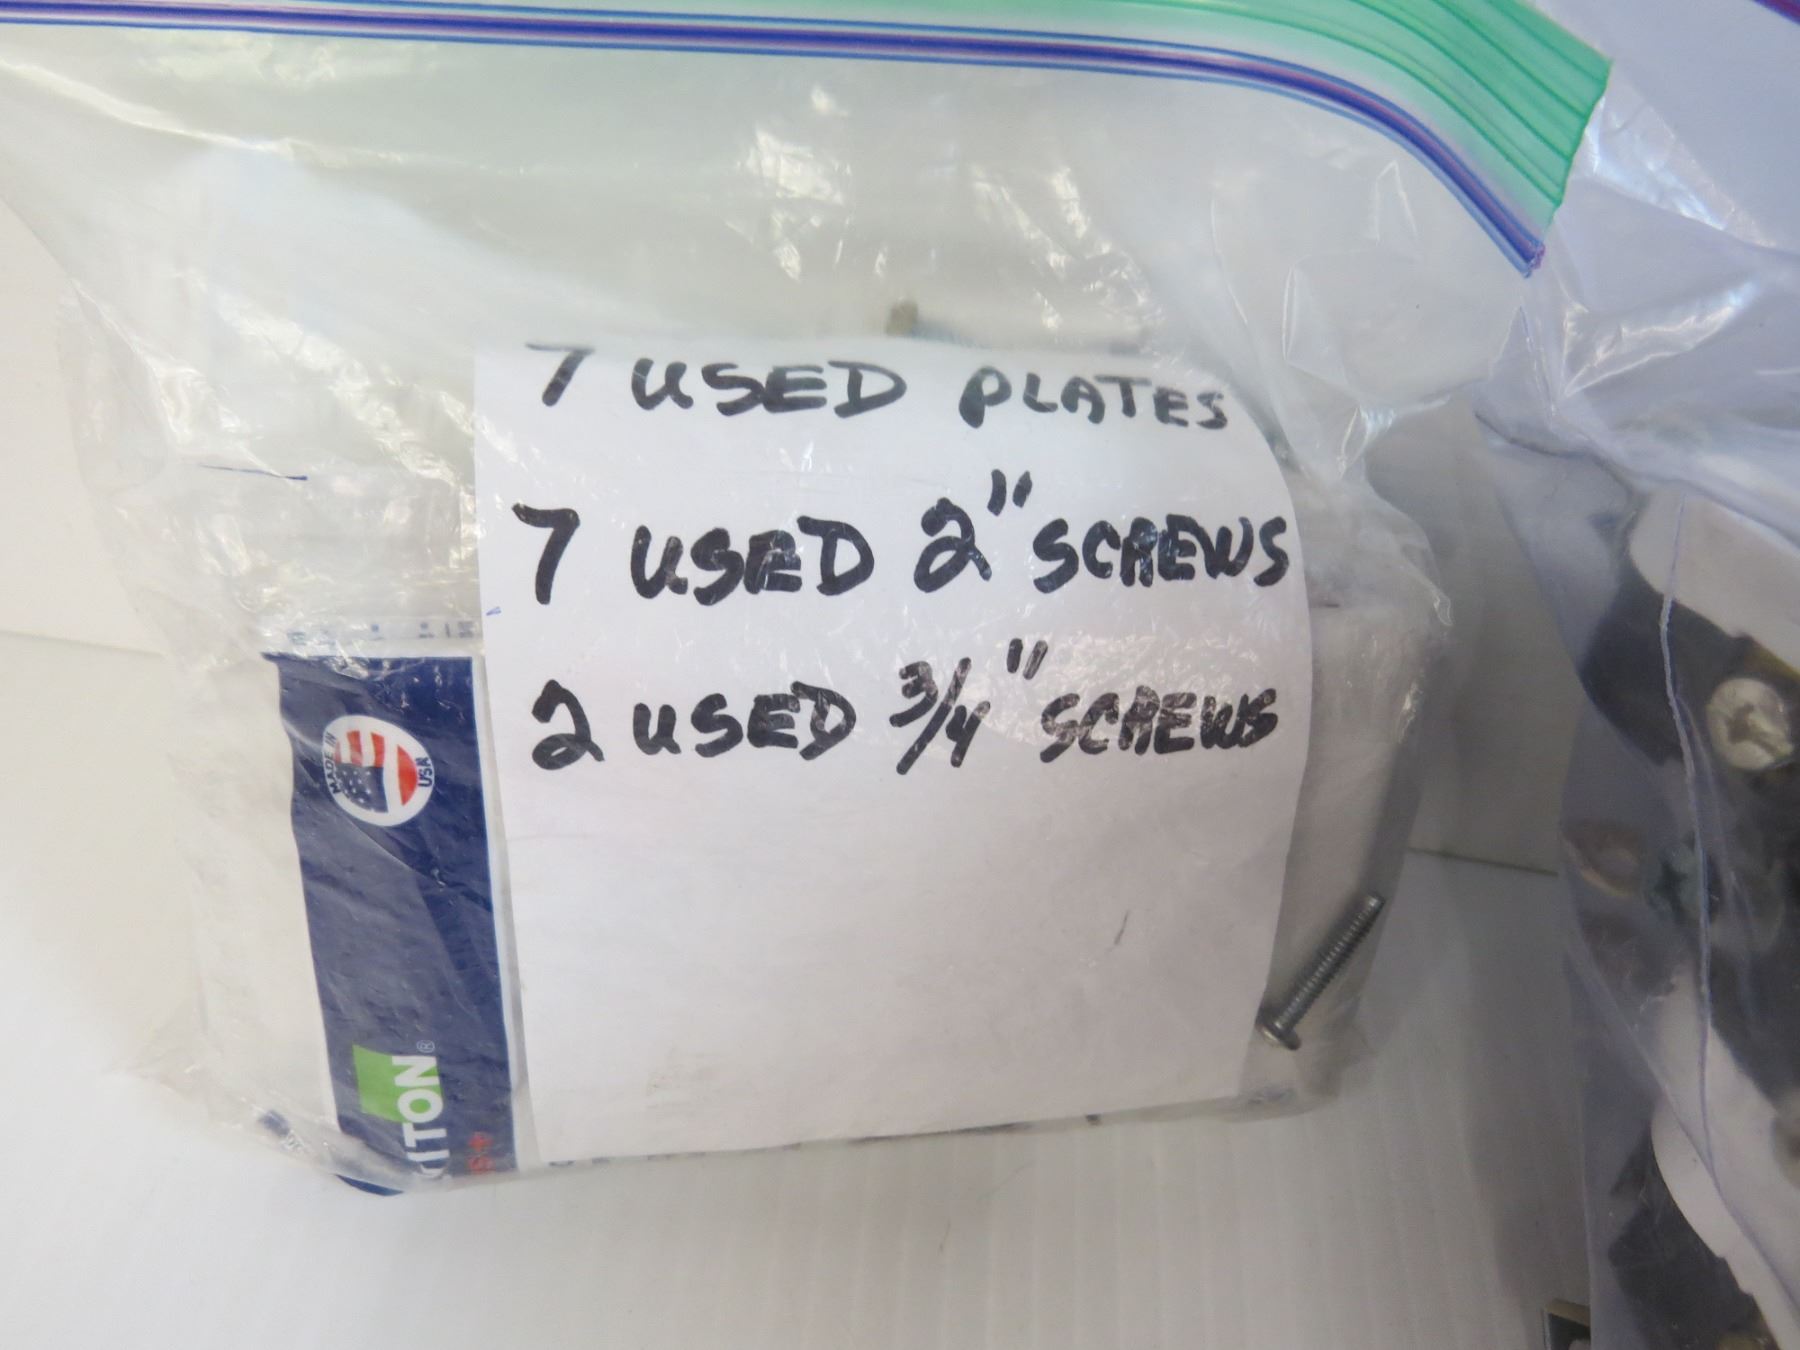 7 USED PLATES
7 USED 2" SCREWS
2 USED 3/4" SCREWS
MADE IN USA
ITON®